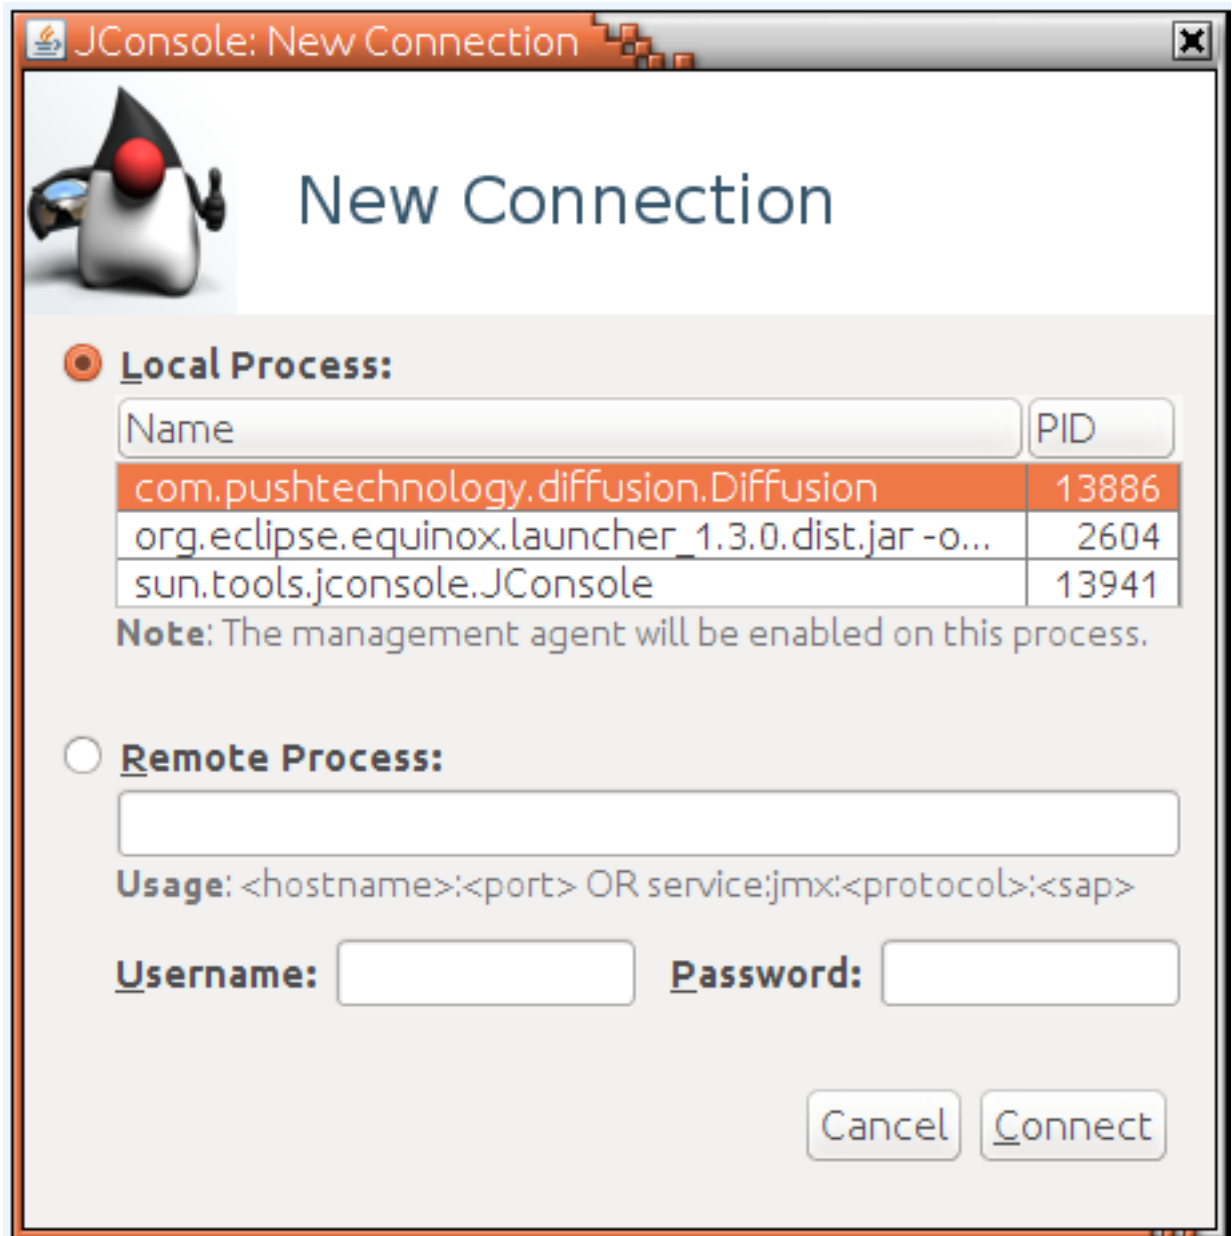 JConsole: New Connection
New Connection
Local Process:
Name PID
com.pushtechnology.diffusion.Diffusion 13886
org.eclipse.equinox.launcher_1.3.0.dist.jar -o... 2604
sun.tools.jconsole.JConsole 13941
Note: The management agent will be enabled on this process.
Remote Process:
Usage: <hostname>:<port> OR service:jmx:<protocol>:<sap>
Username: Password:
Cancel Connect